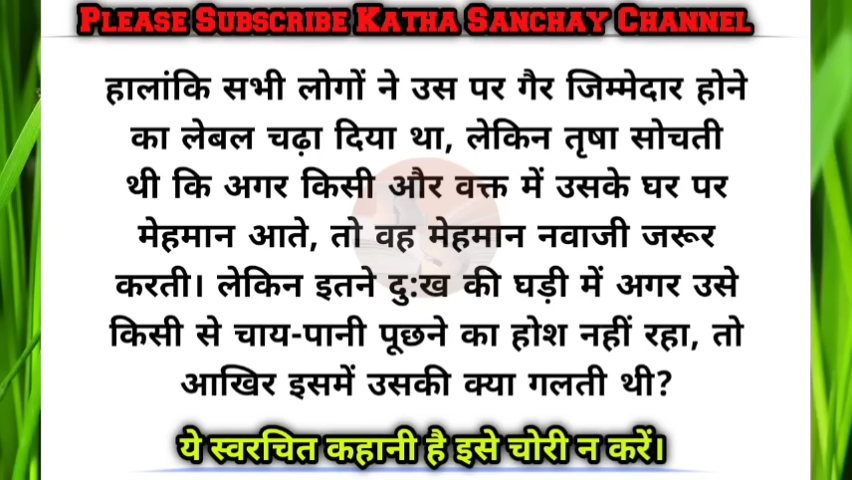 PLEASE SUBSCRIBE KATHA SANCHAY CHANNEL
हालांकि सभी लोगों ने उस पर गैर जिम्मेदार होने
का लेबल चढ़ा दिया था, लेकिन तृषा सोचती
थी कि अगर किसी और वक्त में उसके घर पर
मेहमान आते, तो वह मेहमान नवाजी जरूर
करती। लेकिन इतने दु:ख की घड़ी में अगर उसे
किसी से चाय-पानी पूछने का होश नहीं रहा, तो
आखिर इसमें उसकी क्या गलती थी?
ये स्वरचित कहानी है इसे चोरी न करें।